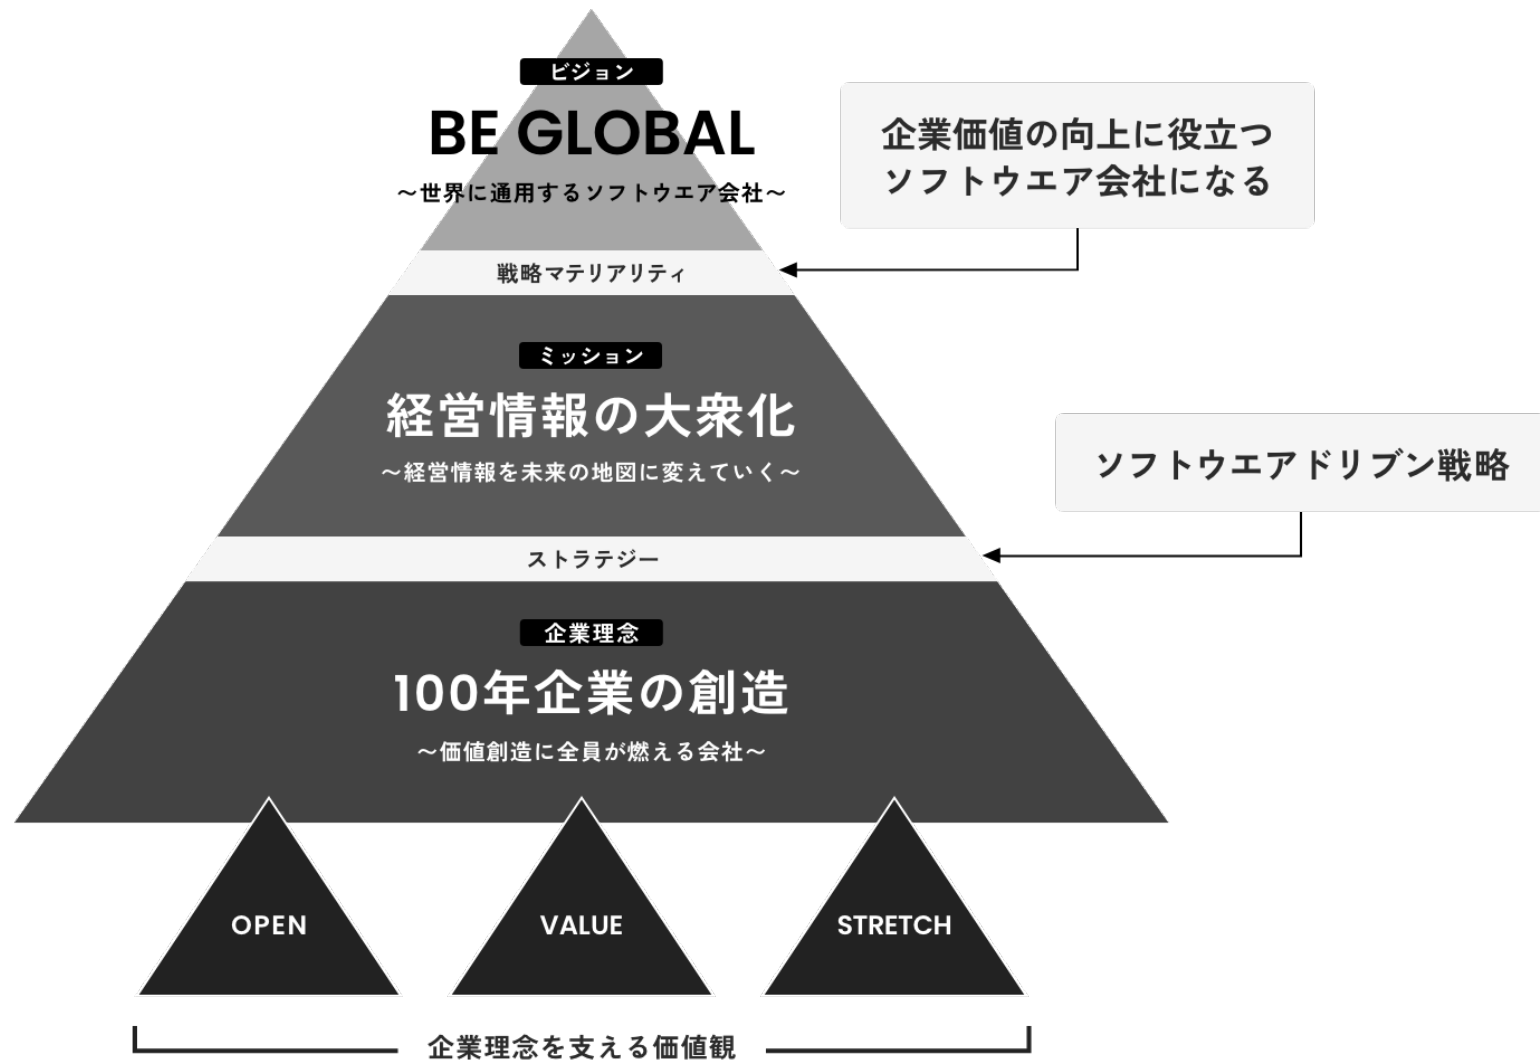 ビジョン
BE GLOBAL
～世界に通用するソフトウエア会社～
企業価値の向上に役立つ
ソフトウエア会社になる
戦略マテリアリティ
ミッション
経営情報の大衆化
～経営情報を未来の地図に変えていく～
ソフトウエアドリブン戦略
ストラテジー
企業理念
100年企業の創造
～価値創造に全員が燃える会社～
OPEN
VALUE
STRETCH
企業理念を支える価値観